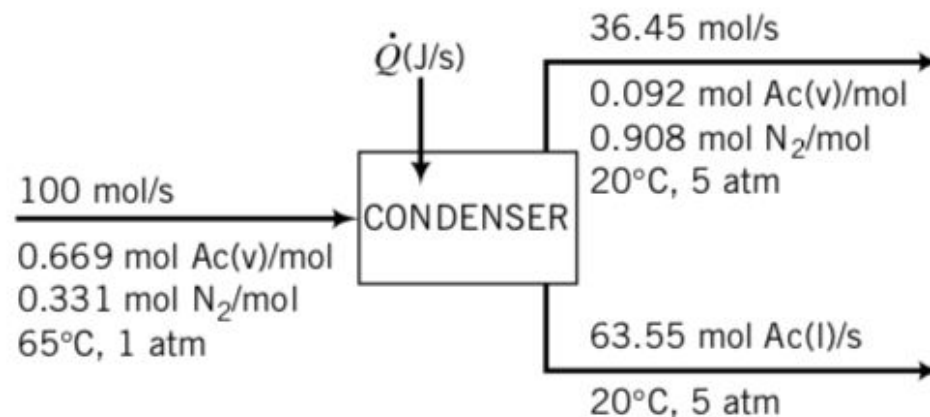 Q̇(J/s)
36.45 mol/s
0.092 mol Ac(v)/mol
0.908 mol N₂/mol
20°C, 5 atm
100 mol/s
CONDENSER
0.669 mol Ac(v)/mol
0.331 mol N₂/mol
65°C, 1 atm
63.55 mol Ac(l)/s
20°C, 5 atm